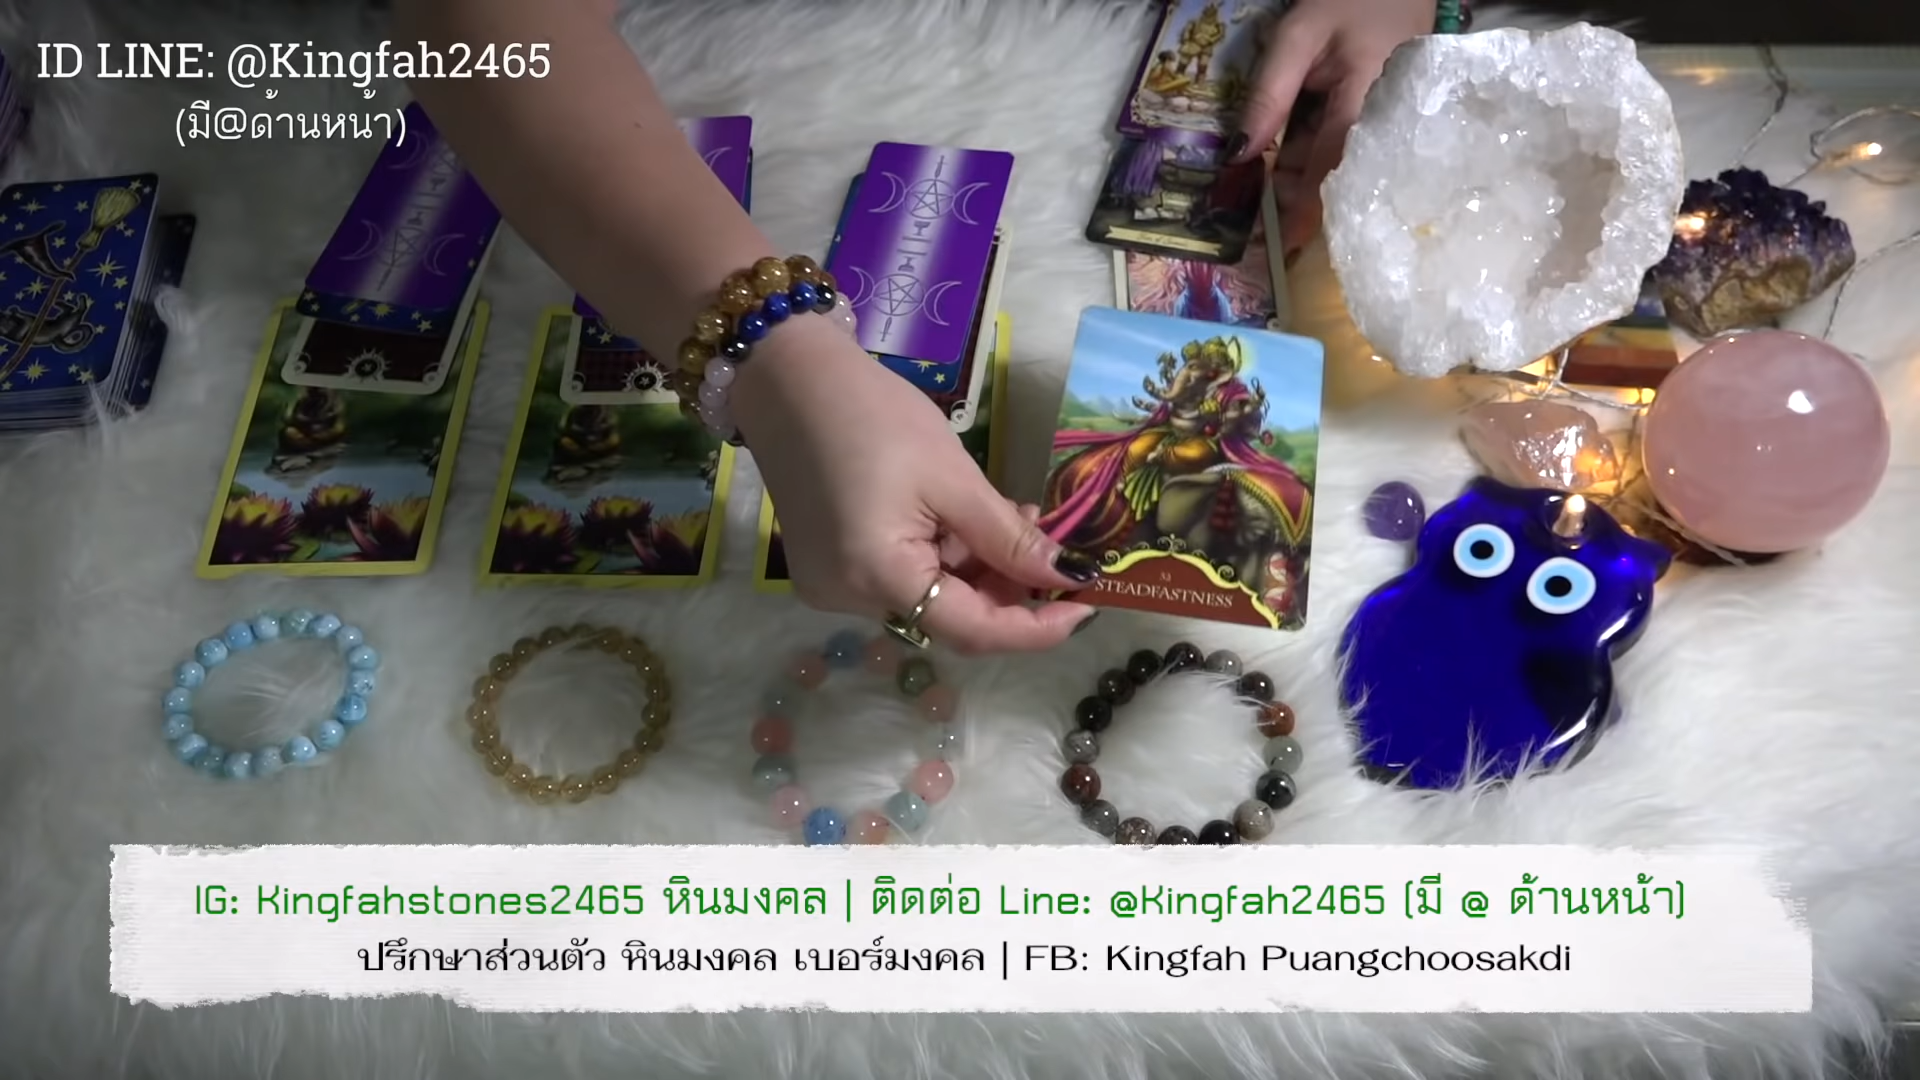 ID LINE: @Kingfah2465
(มี@ด้านหน้า)
34
STEADFASTNESS
IG: Kingfahstones2465 หินมงคล | ติดต่อ Line: @Kingfah2465 (มี @ ด้านหน้า)
ปรึกษาส่วนตัว หินมงคล เบอร์มงคล | FB: Kingfah Puangchoosakdi